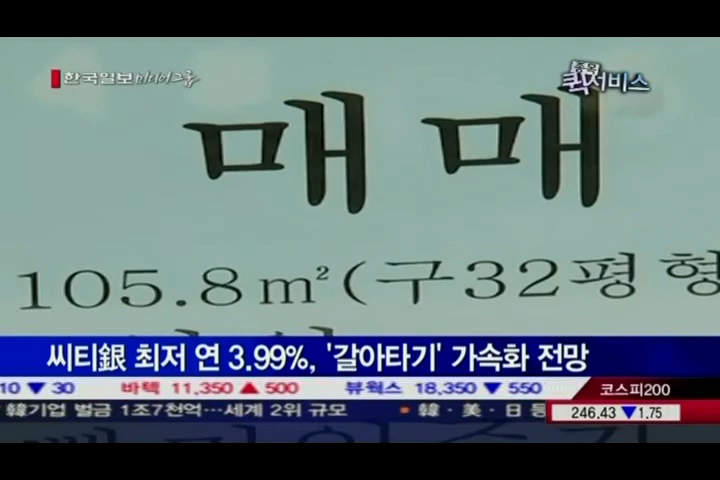 한국일보 미디어그룹
종목 퀵서비스
매매
105.8㎡(구32평형
씨티銀 최저 연 3.99%, '갈아타기' 가속화 전망
10 ▼ 30 바텍 11,350 ▲ 500 뷰웍스 18,350 ▼ 550 코스피200
韓기업 벌금 1조7천억…세계 2위 규모 • 韓·美·日 등 246.43 ▼1.75